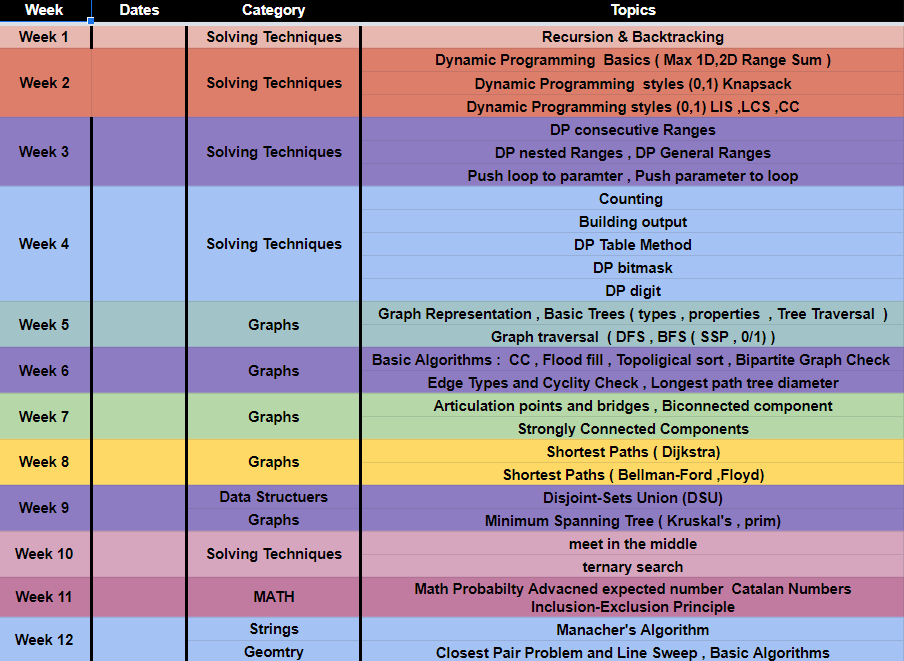 Week Dates Category Topics
Week 1 Solving Techniques Recursion & Backtracking
Dynamic Programming Basics ( Max 1D,2D Range Sum )
Week 2 Solving Techniques Dynamic Programming styles (0,1) Knapsack
Dynamic Programming styles (0,1) LIS ,LCS ,CC
DP consecutive Ranges
Week 3 Solving Techniques DP nested Ranges , DP General Ranges
Push loop to paramter , Push parameter to loop
Counting
Building output
Week 4 Solving Techniques DP Table Method
DP bitmask
DP digit
Graph Representation , Basic Trees ( types , properties , Tree Traversal )
Week 5 Graphs
Graph traversal ( DFS , BFS ( SSP , 0/1) )
Basic Algorithms : CC , Flood fill , Topoligical sort , Bipartite Graph Check
Week 6 Graphs
Edge Types and Cyclity Check , Longest path tree diameter
Articulation points and bridges , Biconnected component
Week 7 Graphs
Strongly Connected Components
Shortest Paths ( Dijkstra)
Week 8 Graphs
Shortest Paths ( Bellman-Ford ,Floyd)
Data Structuers Disjoint-Sets Union (DSU)
Week 9
Graphs Minimum Spanning Tree ( Kruskal's , prim)
meet in the middle
Week 10 Solving Techniques
ternary search
Math Probabilty Advacned expected number Catalan Numbers
Week 11 MATH
Inclusion-Exclusion Principle
Strings Manacher's Algorithm
Week 12
Geomtry Closest Pair Problem and Line Sweep , Basic Algorithms